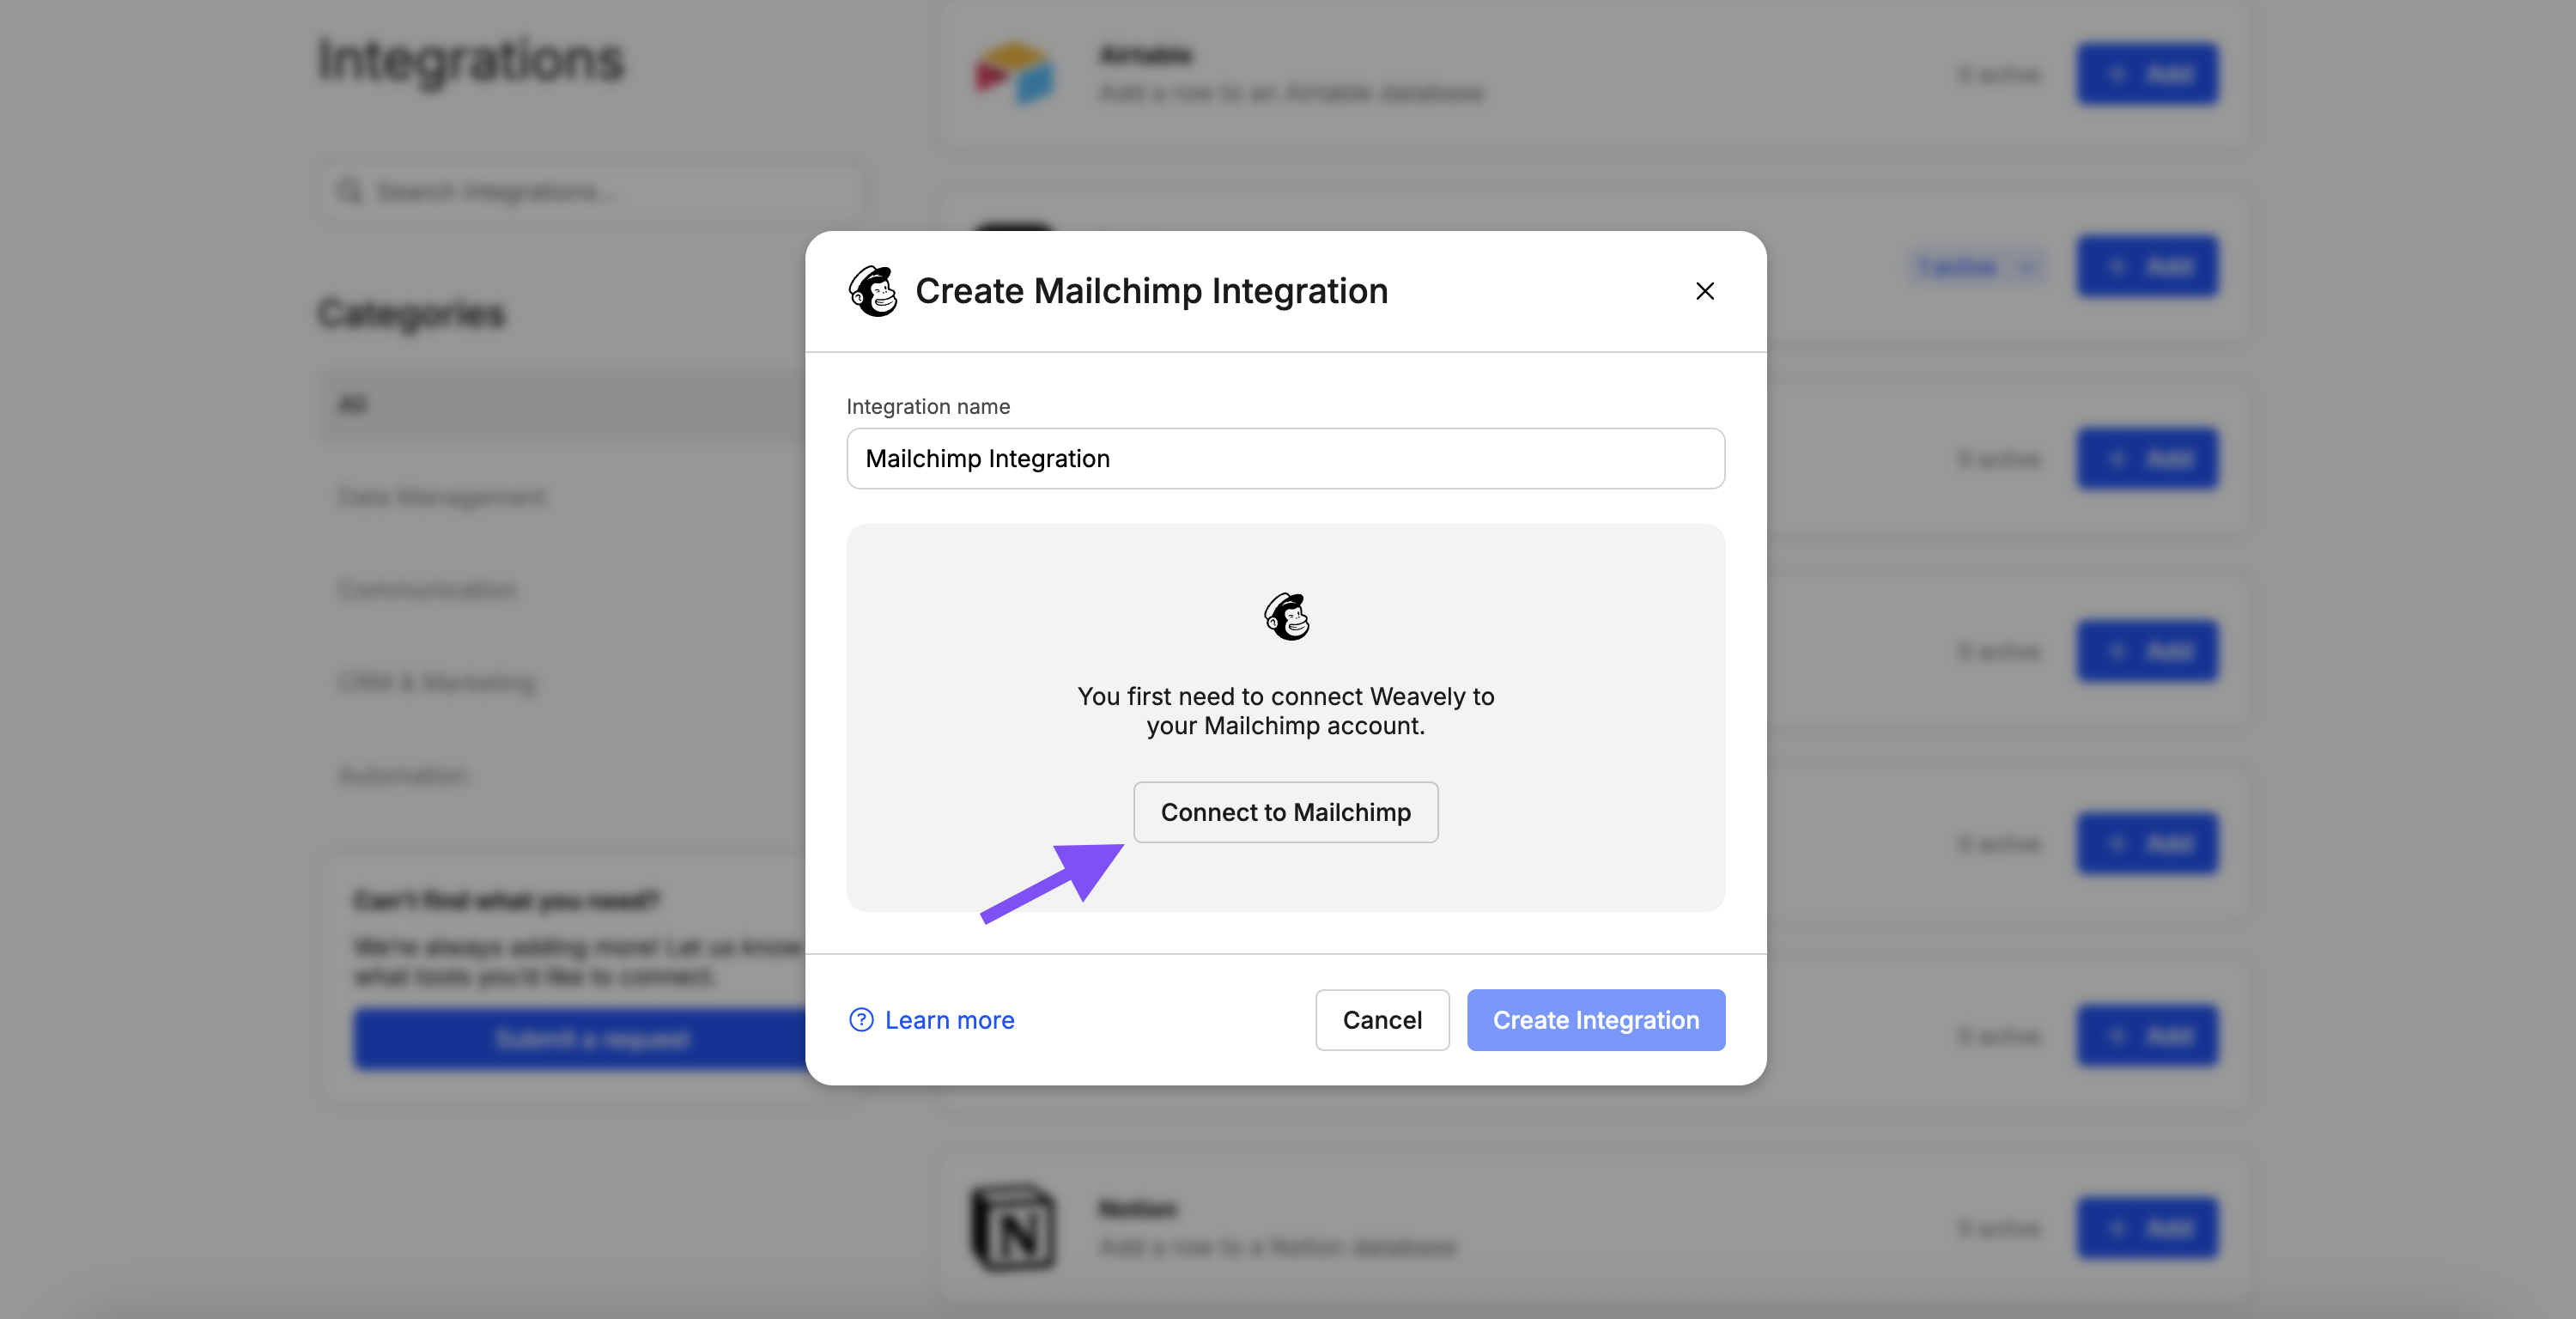 Integrations
Search integrations...
Categories
All
Data Management
Communication
CRM & Marketing
Automation
Can't find what you need?
We're always adding more! Let us know
what tools you'd like to connect.
Submit a request
Airtable
Add a row to an Airtable database
0 active
+ Add
1 active
+ Add
0 active
+ Add
0 active
+ Add
0 active
+ Add
0 active
+ Add
Notion
Add a row to a Notion database
0 active
+ Add
Create Mailchimp Integration
Integration name
Mailchimp Integration
You first need to connect Weavely to
your Mailchimp account.
Connect to Mailchimp
Learn more
Cancel
Create Integration